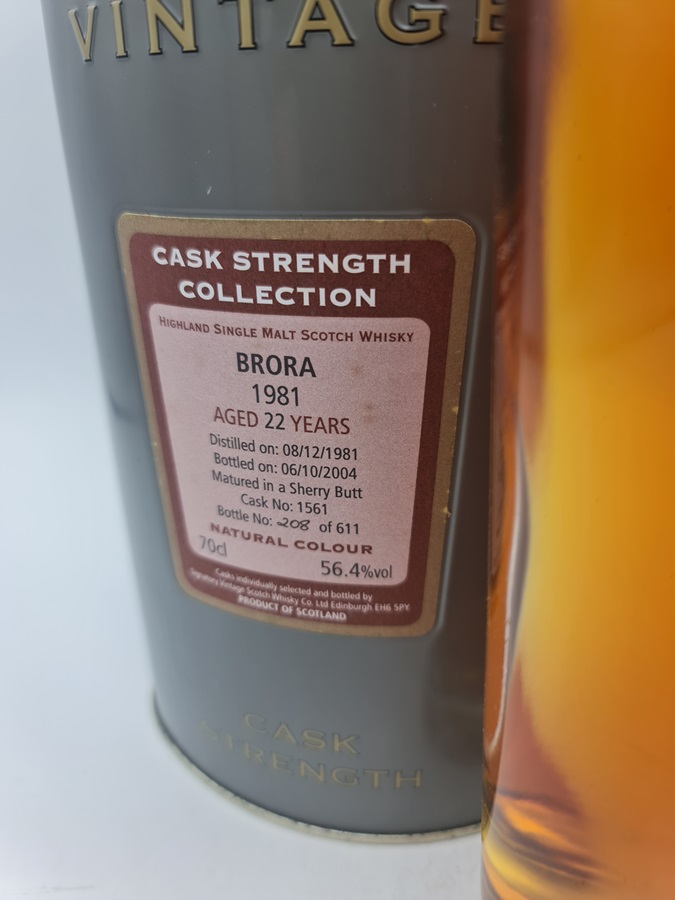 VINTAGE
CASK STRENGTH
COLLECTION
HIGHLAND SINGLE MALT SCOTCH WHISKY
BRORA
1981
AGED 22 YEARS
Distilled on: 08/12/1981
Bottled on: 06/10/2004
Matured in a Sherry Butt
Cask No: 1561
Bottle No: 208 of 611
NATURAL COLOUR
70cl
56.4%vol
Casks individually selected and bottled by
Signatory Vintage Scotch Whisky Co. Ltd Edinburgh EH6 5PY
PRODUCT OF SCOTLAND
CASK
STRENGTH